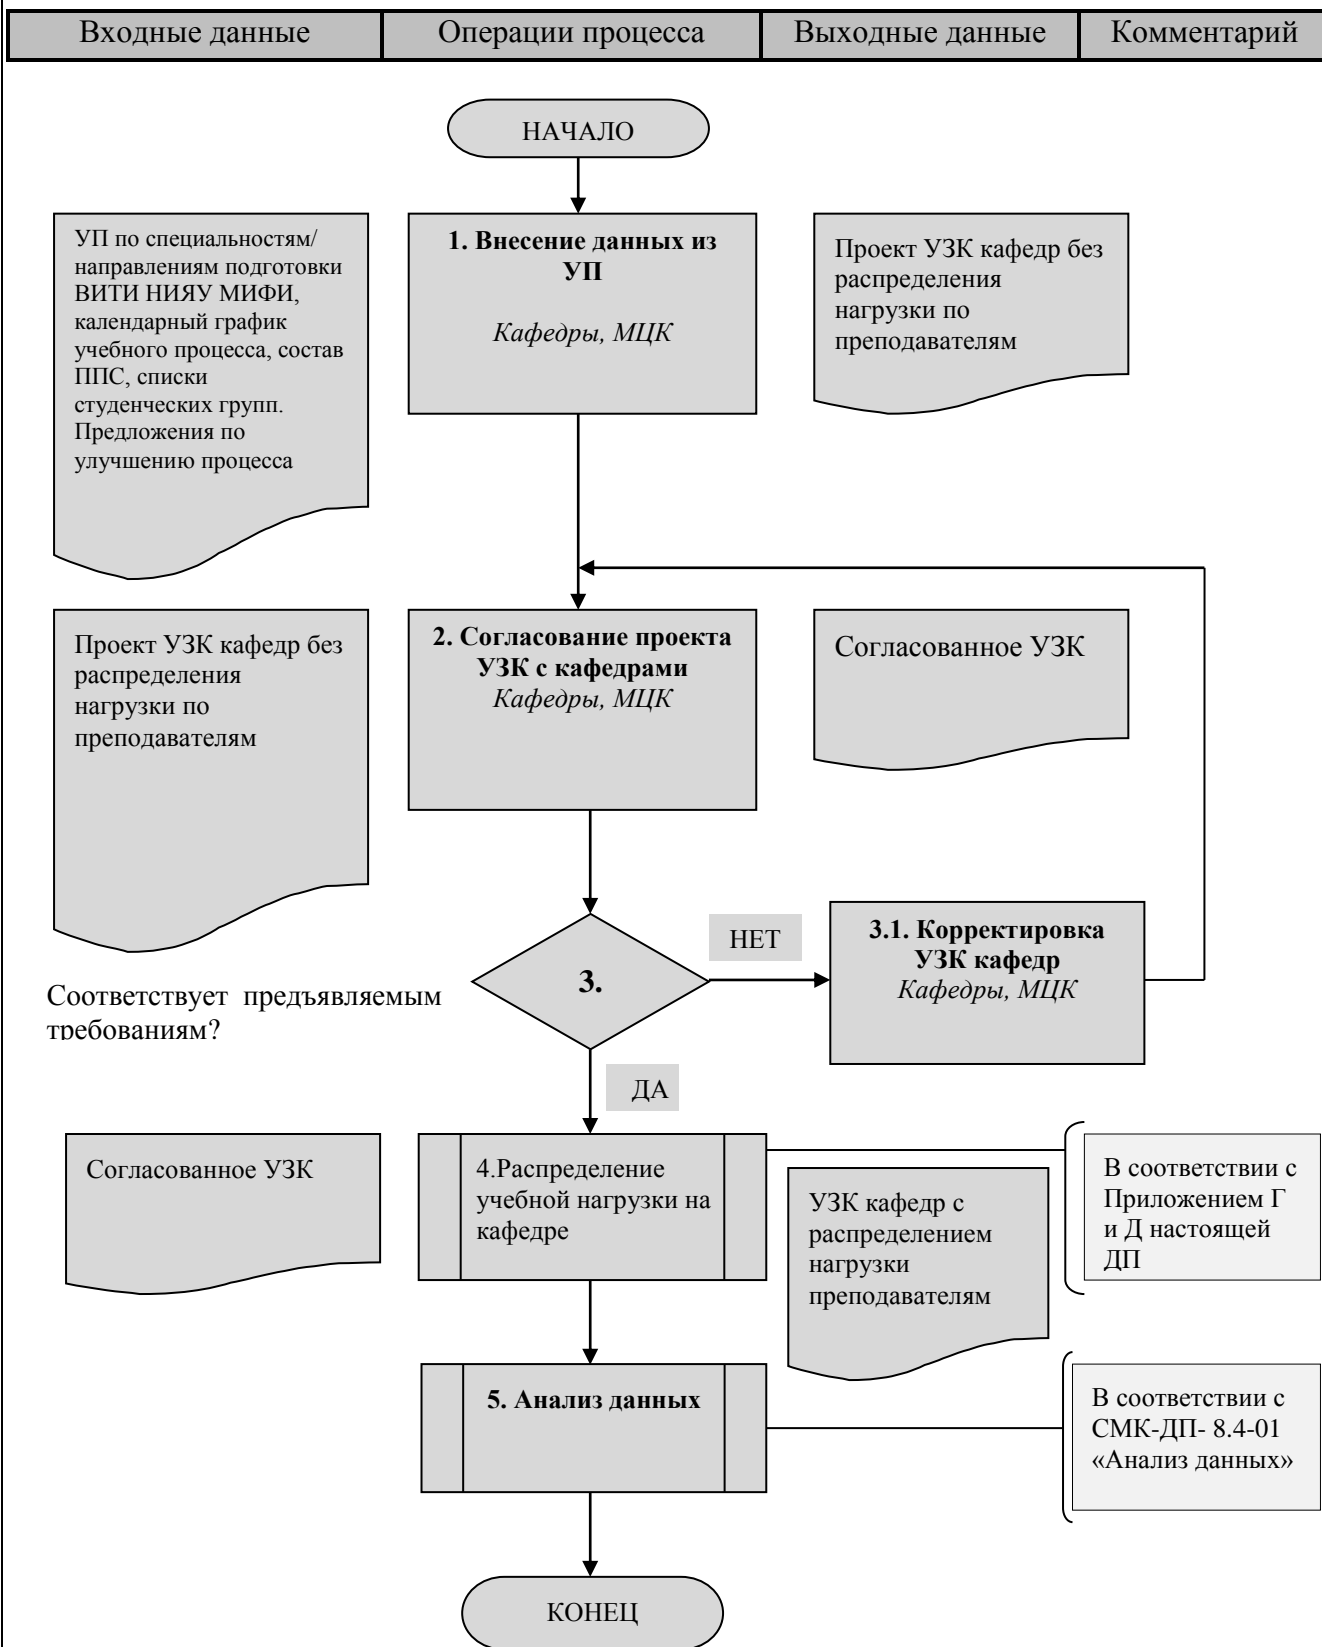 Входные данные
Операции процесса
Выходные данные
Комментарий
НАЧАЛО
УП по специальностям/
направлениям подготовки
ВИТИ НИЯУ МИФИ,
календарный график
учебного процесса, состав
ППС, списки
студенческих групп.
Предложения по
улучшению процесса
1. Внесение данных из
УП
Кафедры, МЦК
Проект УЗК кафедр без
распределения
нагрузки по
преподавателям
Проект УЗК кафедр без
распределения
нагрузки по
преподавателям
2. Согласование проекта
УЗК с кафедрами
Кафедры, МЦК
Согласованное УЗК
Соответствует предъявляемым
требованиям?
3.
НЕТ
3.1. Корректировка
УЗК кафедр
Кафедры, МЦК
ДА
Согласованное УЗК
4.Распределение
учебной нагрузки на
кафедре
УЗК кафедр с
распределением
нагрузки
преподавателям
В соответствии с
Приложением Г
и Д настоящей
ДП
5. Анализ данных
В соответствии с
СМК-ДП- 8.4-01
«Анализ данных»
КОНЕЦ